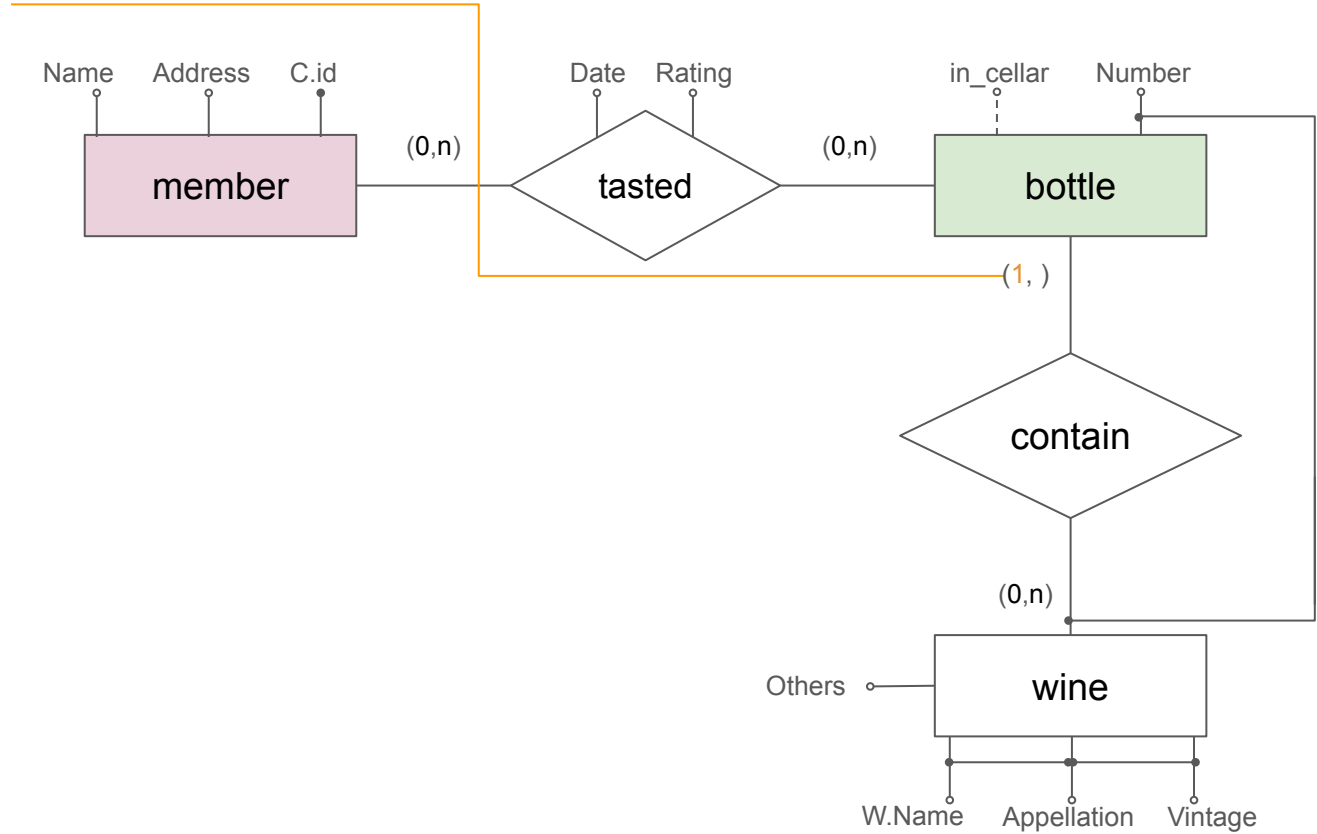 Name Address C.id
Date Rating
in_cellar Number
member
(0,n)
tasted
(0,n)
bottle
(1, )
contain
(0,n)
wine
Others
W.Name Appellation Vintage